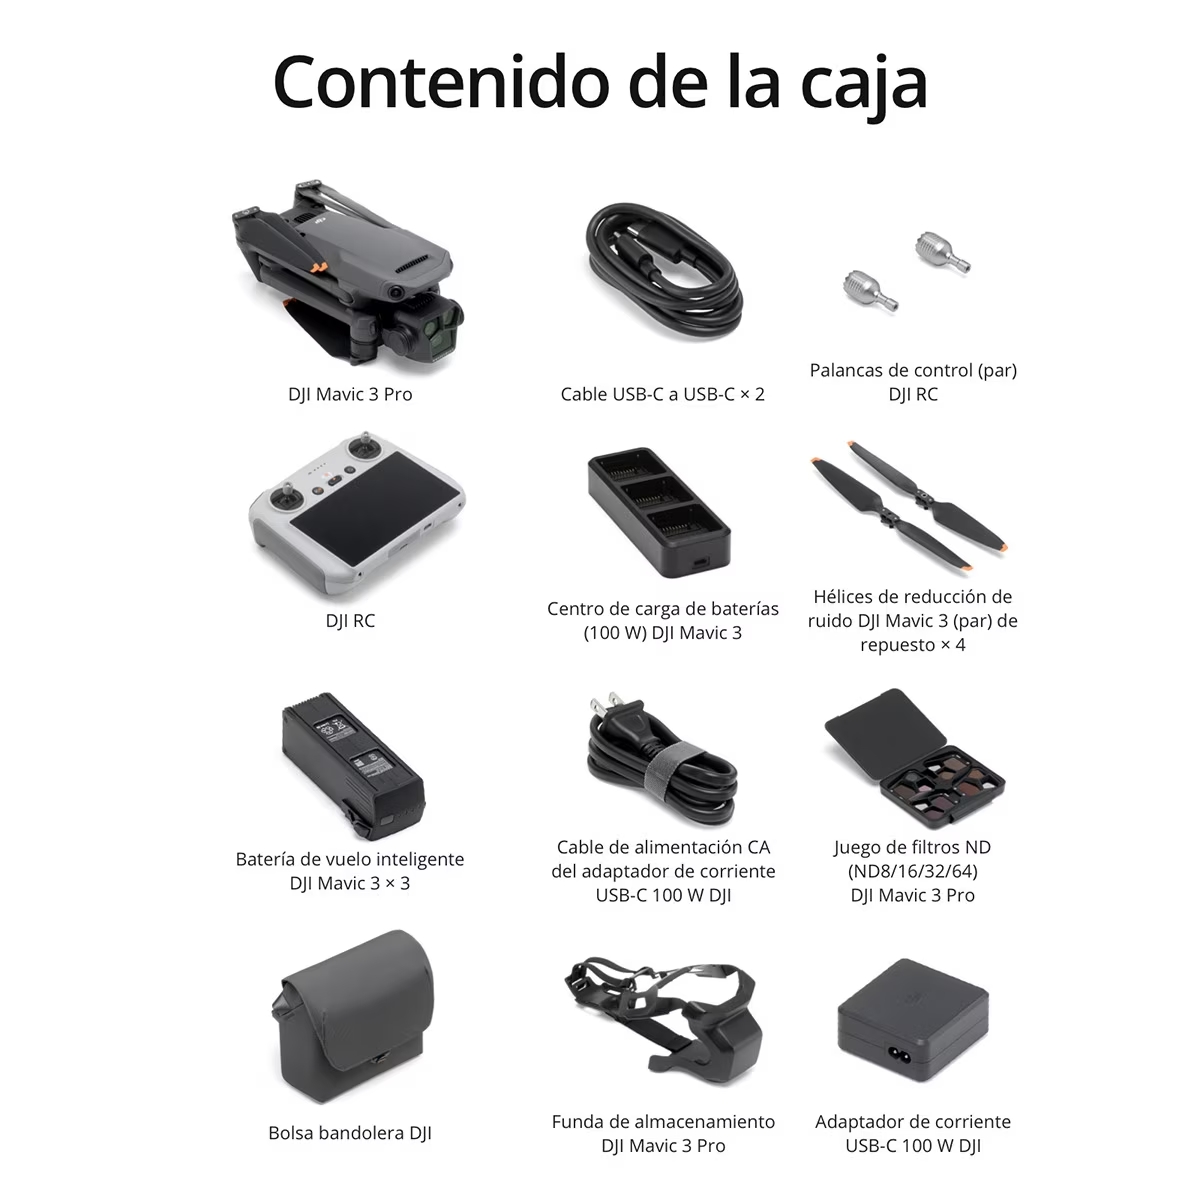 Contenido de la caja
DJI Mavic 3 Pro
Cable USB-C a USB-C × 2
Palancas de control (par)
DJI RC
DJI RC
Centro de carga de baterías
(100 W) DJI Mavic 3
Hélices de reducción de
ruido DJI Mavic 3 (par) de
repuesto × 4
Batería de vuelo inteligente
DJI Mavic 3 × 3
Cable de alimentación CA
del adaptador de corriente
USB-C 100 W DJI
Juego de filtros ND
(ND8/16/32/64)
DJI Mavic 3 Pro
Bolsa bandolera DJI
Funda de almacenamiento
DJI Mavic 3 Pro
Adaptador de corriente
USB-C 100 W DJI